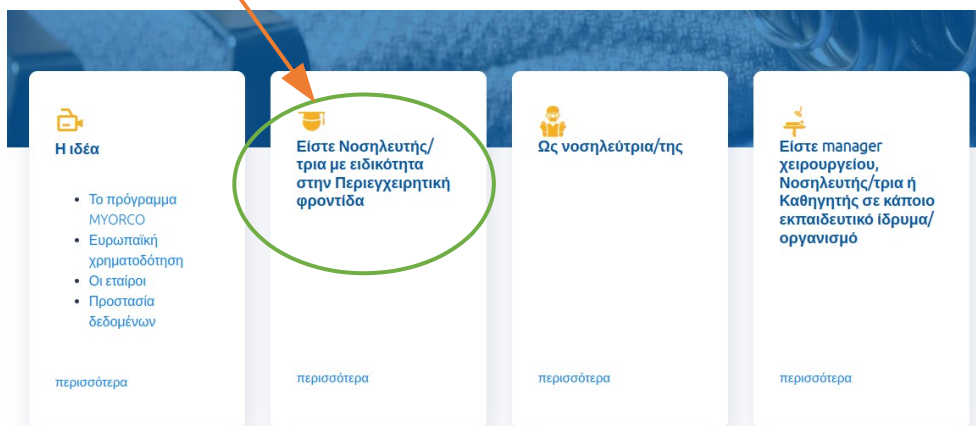 Η ιδέα
Το πρόγραμμα
MYORCO
Ευρωπαϊκή
χρηματοδότηση
Οι εταίροι
Προστασία
δεδομένων
περισσότερα
Είστε Νοσηλευτής/
τρια με ειδικότητα
στην Περιεγχειρητική
φροντίδα
περισσότερα
Ως νοσηλεύτρια/της
περισσότερα
Είστε manager
χειρουργείου,
Νοσηλευτής/τρια ή
Καθηγητής σε κάποιο
εκπαιδευτικό ίδρυμα/
οργανισμό
περισσότερα